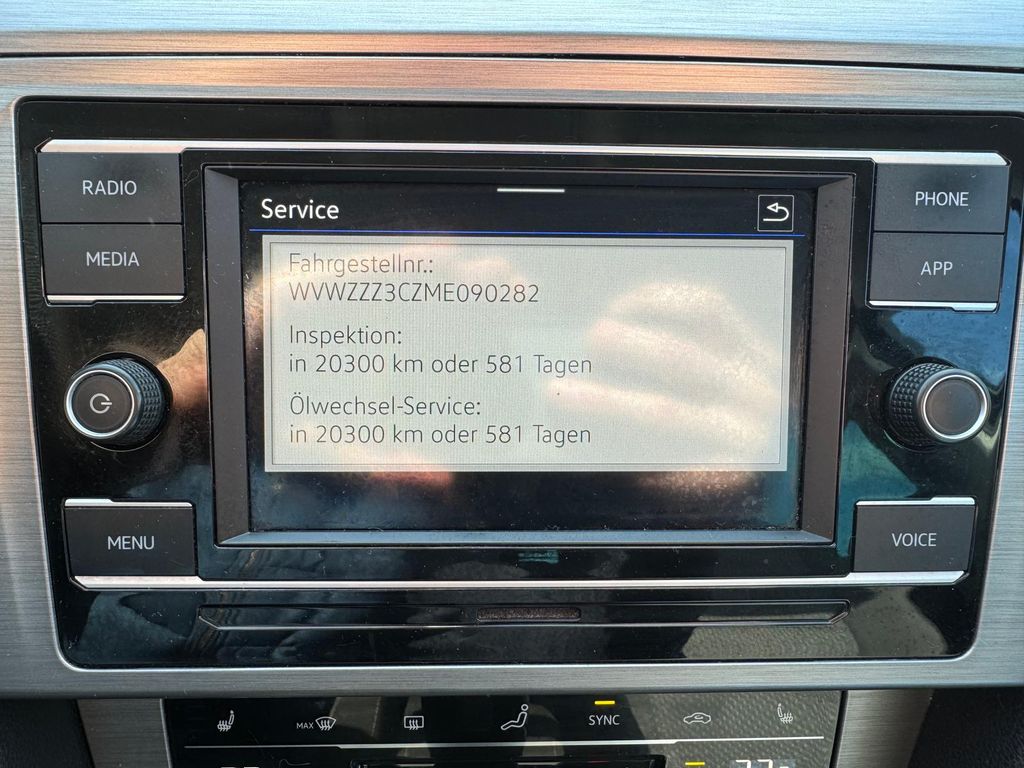 RADIO
MEDIA
MENU
Service
Fahrgestellnr.:
WVWZZZ3CZME090282
Inspektion:
in 20300 km oder 581 Tagen
Ölwechsel-Service:
in 20300 km oder 581 Tagen
PHONE
APP
VOICE
MAX
SYNC